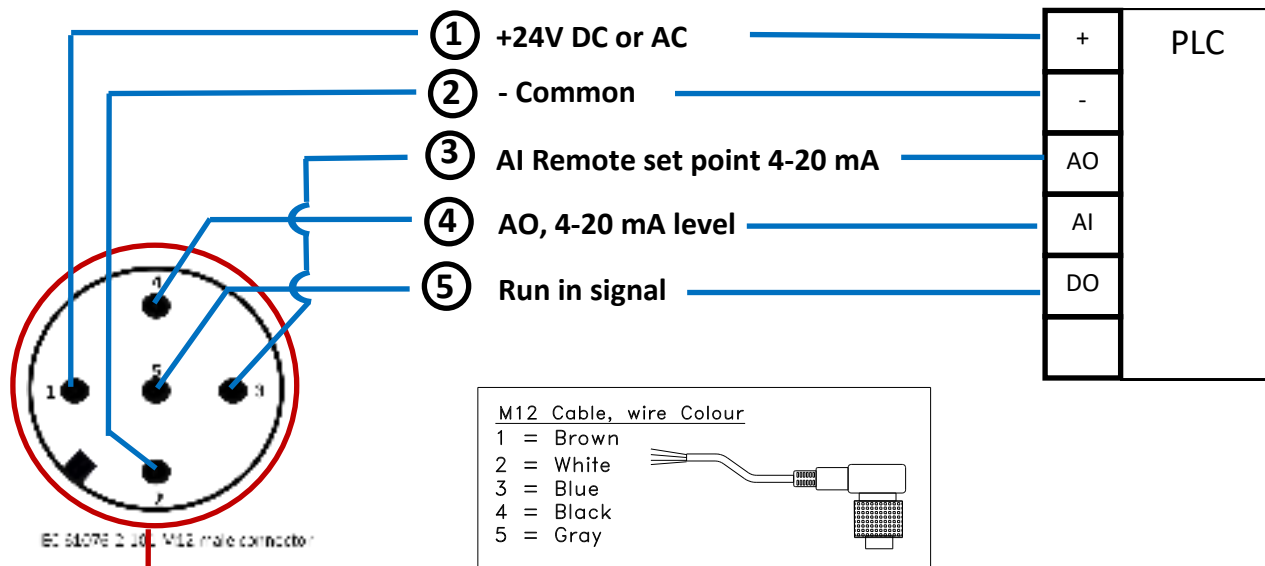 1 +24V DC or AC
+ PLC
2 - Common
-
3 AI Remote set point 4-20 mA
AO
4 AO, 4-20 mA level
AI
5 Run in signal
DO
4
5
1
3
2
M12 male connector
M12 Cable, wire Colour
1 = Brown
2 = White
3 = Blue
4 = Black
5 = Gray